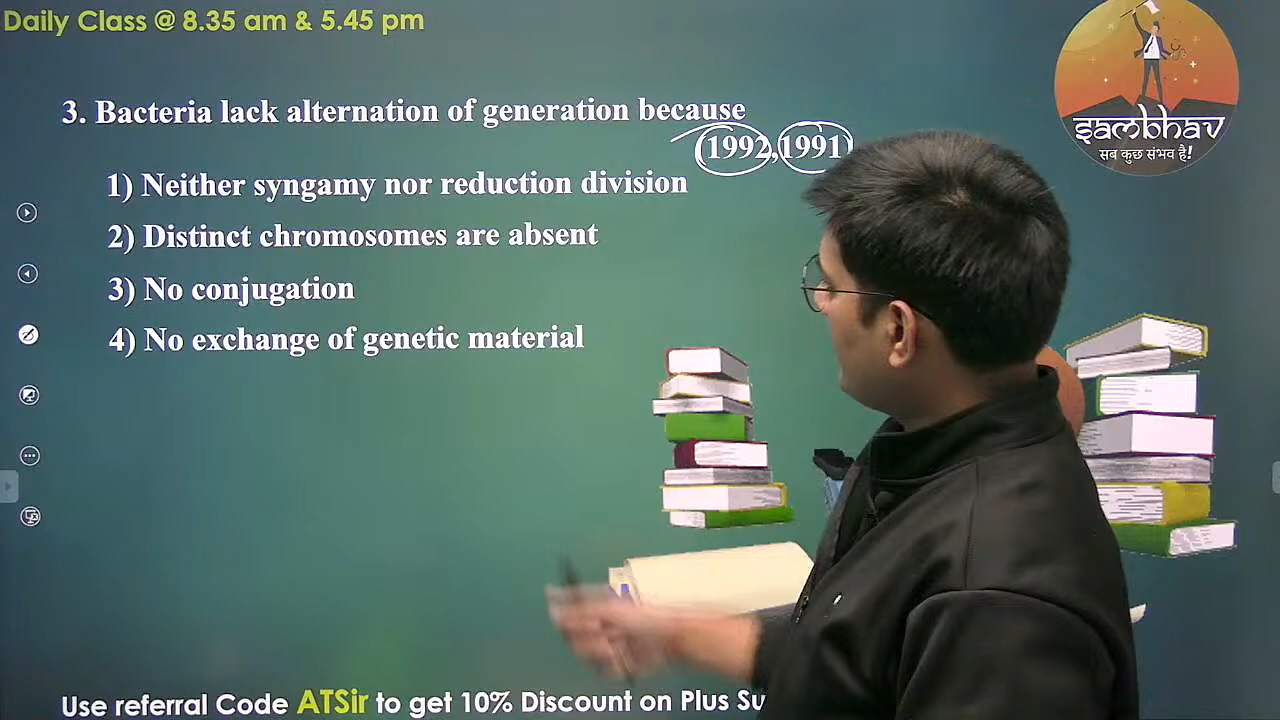 Daily Class @ 8.35 am & 5.45 pm
sambhav
सब कुछ संभव है!
3. Bacteria lack alternation of generation because
(1992,1991)
1) Neither syngamy nor reduction division
2) Distinct chromosomes are absent
3) No conjugation
4) No exchange of genetic material
Use referral Code ATSir to get 10% Discount on Plus